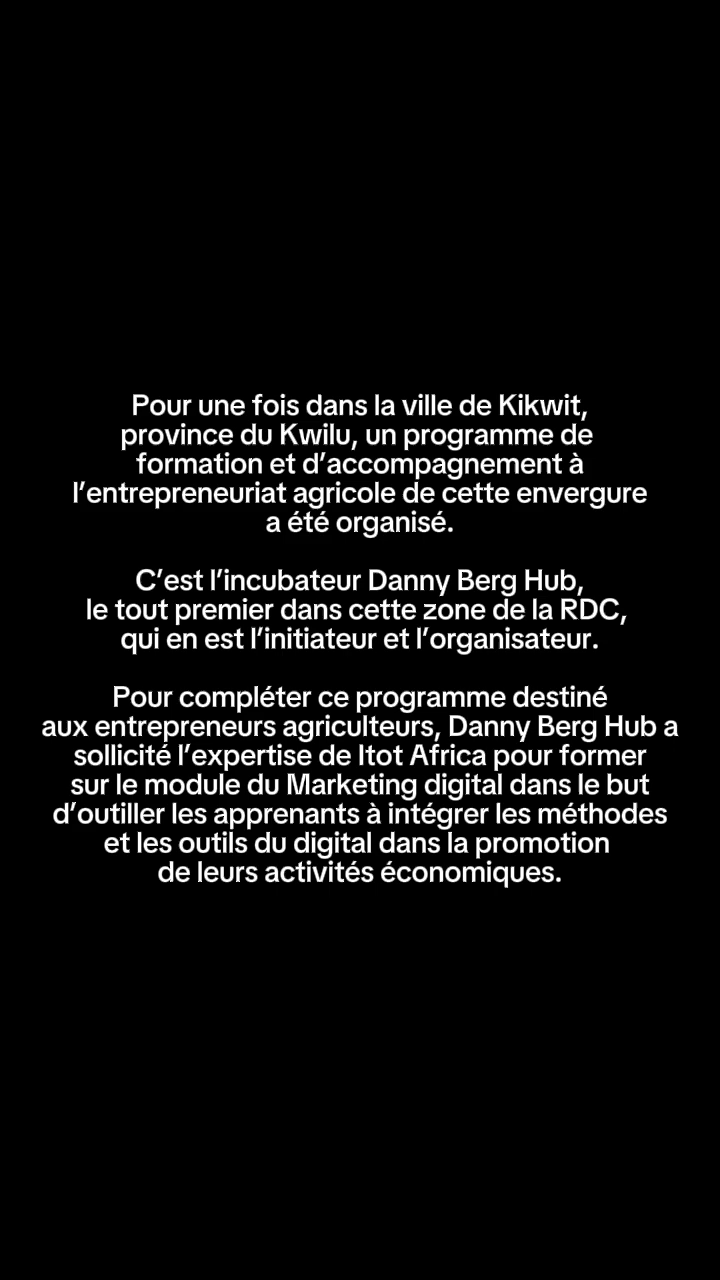 Pour une fois dans la ville de Kikwit,
province du Kwilu, un programme de
formation et d’accompagnement à
l’entrepreneuriat agricole de cette envergure
a été organisé.
C’est l’incubateur Danny Berg Hub,
le tout premier dans cette zone de la RDC,
qui en est l’initiateur et l’organisateur.
Pour compléter ce programme destiné
aux entrepreneurs agriculteurs, Danny Berg Hub a
sollicité l’expertise de Itot Africa pour former
sur le module du Marketing digital dans le but
d’outiller les apprenants à intégrer les méthodes
et les outils du digital dans la promotion
de leurs activités économiques.